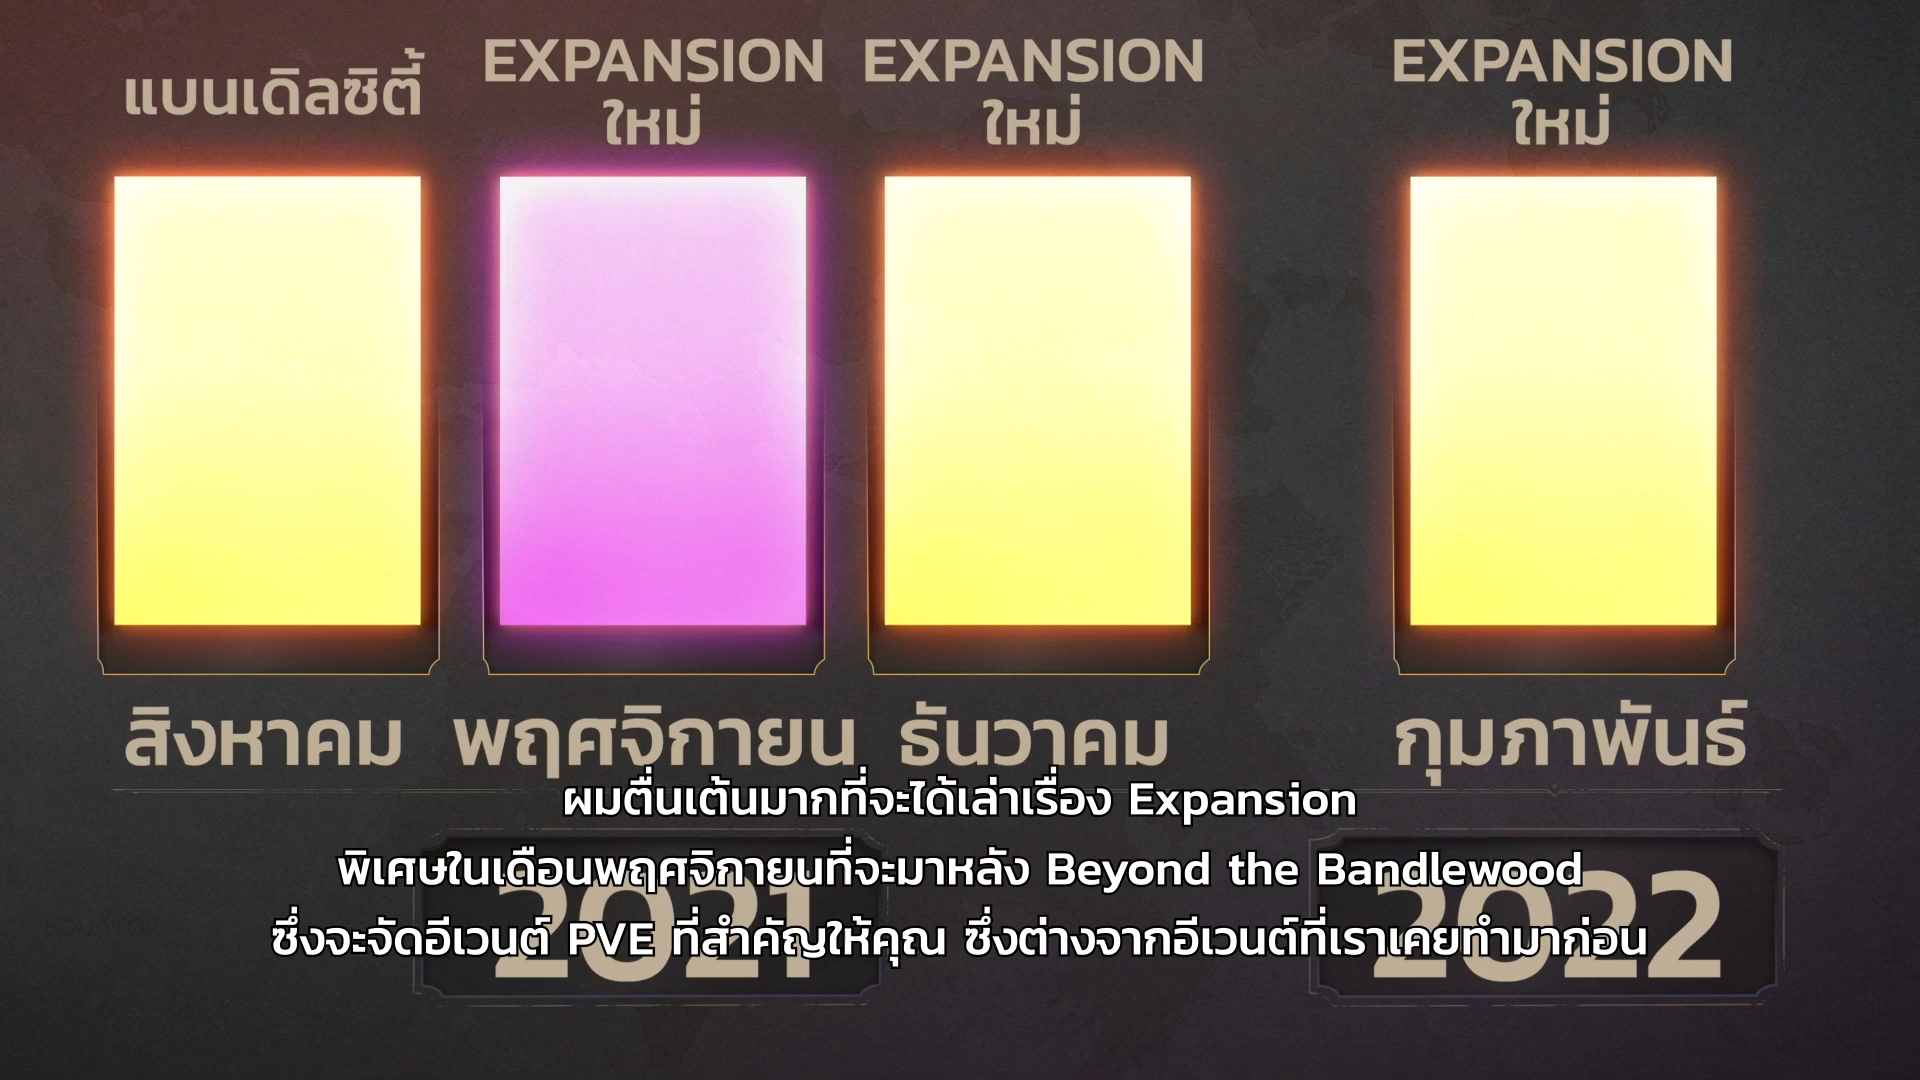 แบนเดิลซิตี้
EXPANSION
ใหม่
EXPANSION
ใหม่
EXPANSION
ใหม่
สิงหาคม
พฤศจิกายน
ธันวาคม
กุมภาพันธ์
2021
2022
ผมตื่นเต้นมากที่จะได้เล่าเรื่อง Expansion
พิเศษในเดือนพฤศจิกายนที่จะมาหลัง Beyond the Bandlewood
ซึ่งจะจัดอีเวนต์ PVE ที่สำคัญให้คุณ ซึ่งต่างจากอีเวนต์ที่เราเคยทำมาก่อน